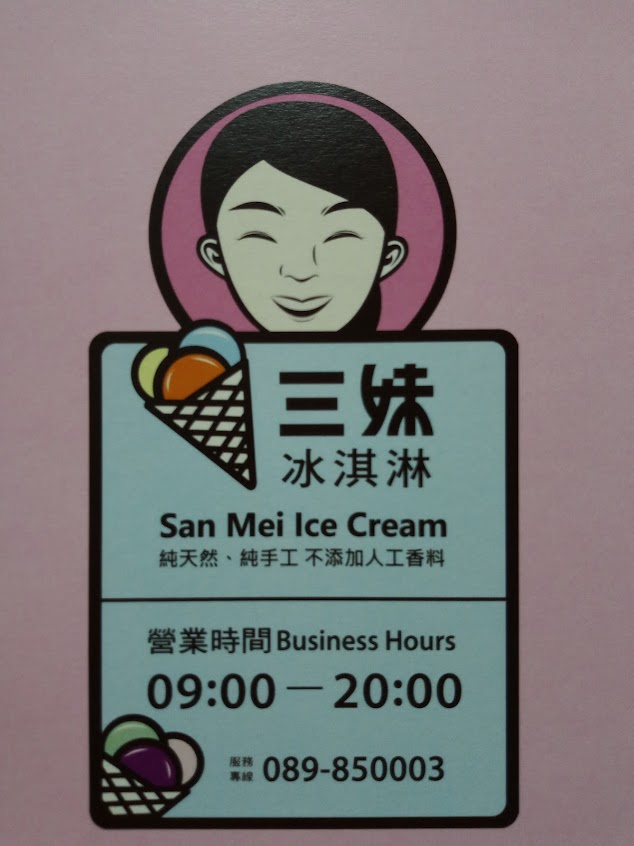 三妹
冰淇淋
San Mei Ice Cream
純天然、純手工 不添加人工香料
營業時間 Business Hours
09:00 — 20:00
服務專線 089-850003